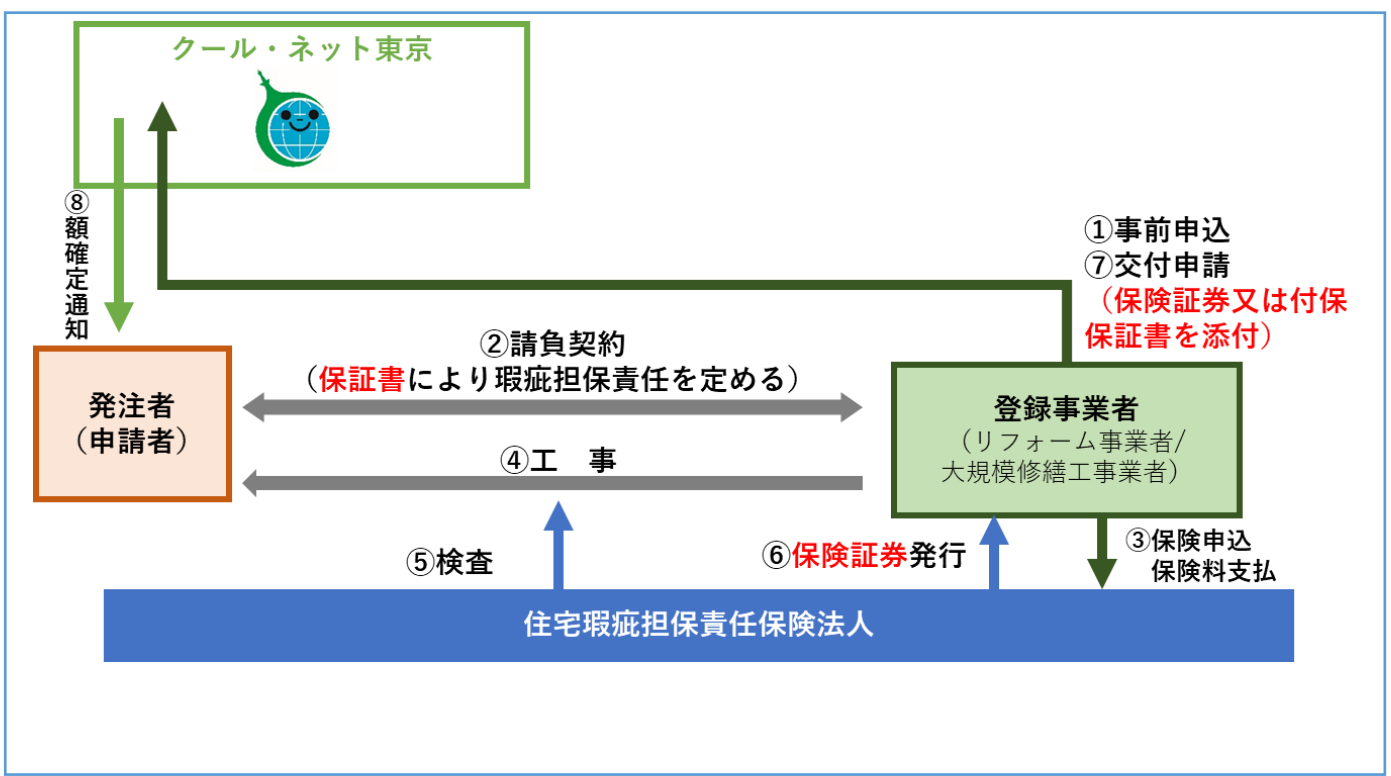 クール・ネット東京
⑧額確定通知
①事前申込
⑦交付申請
（保険証券又は付保
保証書を添付）
②請負契約
（保証書により瑕疵担保責任を定める）
発注者
（申請者）
登録事業者
（リフォーム事業者/
大規模修繕工事業者）
④工　事
⑤検査
⑥保険証券発行
③保険申込
保険料支払
住宅瑕疵担保責任保険法人